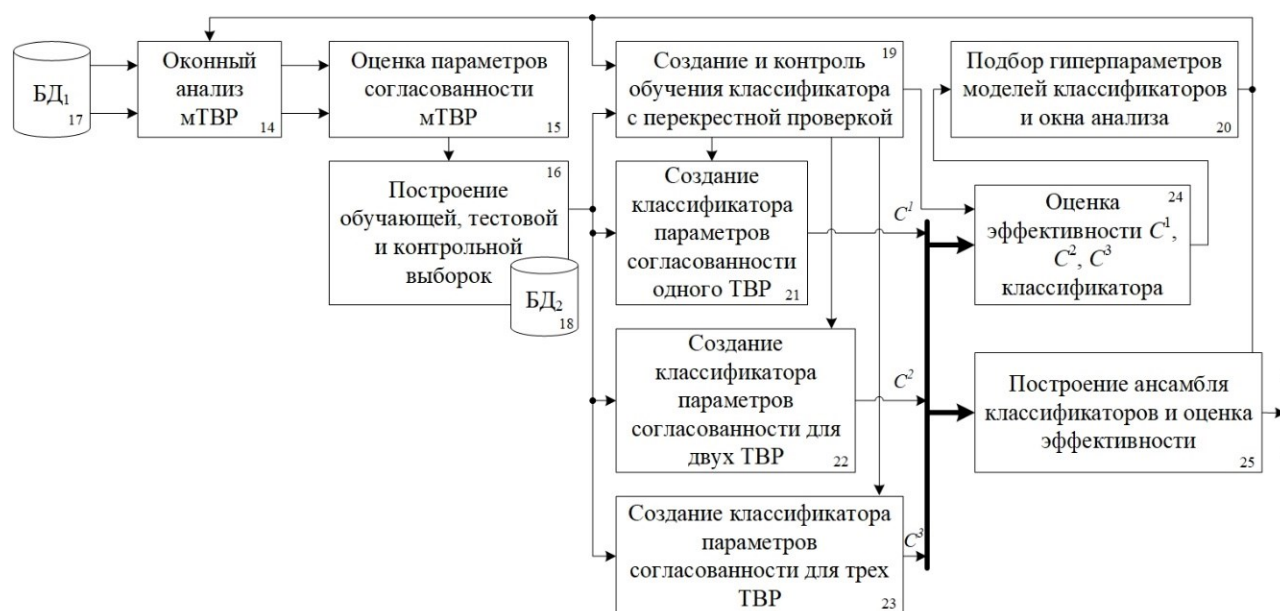 БД₁
17
Оконный
анализ
мТВР
14
Оценка параметров
согласованности
мТВР
15
16
Построение
обучающей, тестовой
и контрольной
выборок
БД₂
18
19
Создание и контроль
обучения классификатора
с перекрестной проверкой
Подбор гиперпараметров
моделей классификаторов
и окна анализа
20
Создание
классификатора
параметров
согласованности
одного ТВР
21
C¹
24
Оценка
эффективности C¹,
C², C³
классификатора
Создание
классификатора
параметров
согласованности для
двух ТВР
22
C²
Построение ансамбля
классификаторов и оценка
эффективности
25
Создание классификатора
параметров
согласованности для трех
ТВР
23
C³